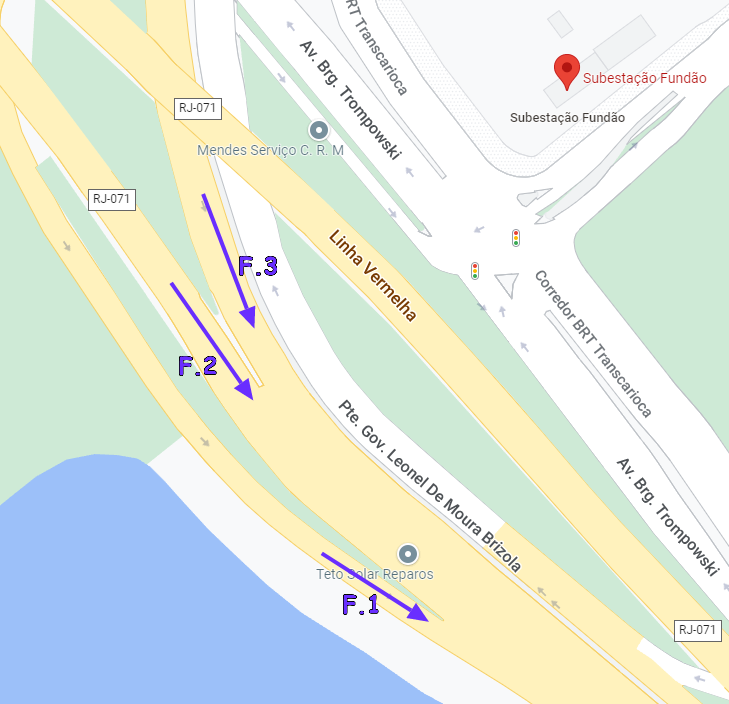 BRT Transcarioca
Av. Brg. Trompowski
Subestação Fundão
Subestação Fundão
RJ-071
Mendes Serviço C. R. M
RJ-071
F.3
Linha Vermelha
Corredor BRT Transcarioca
F.2
Pte. Gov. Leonel De Moura Brizola
Av. Brg. Trompowski
Teto Solar Reparos
F.1
RJ-071